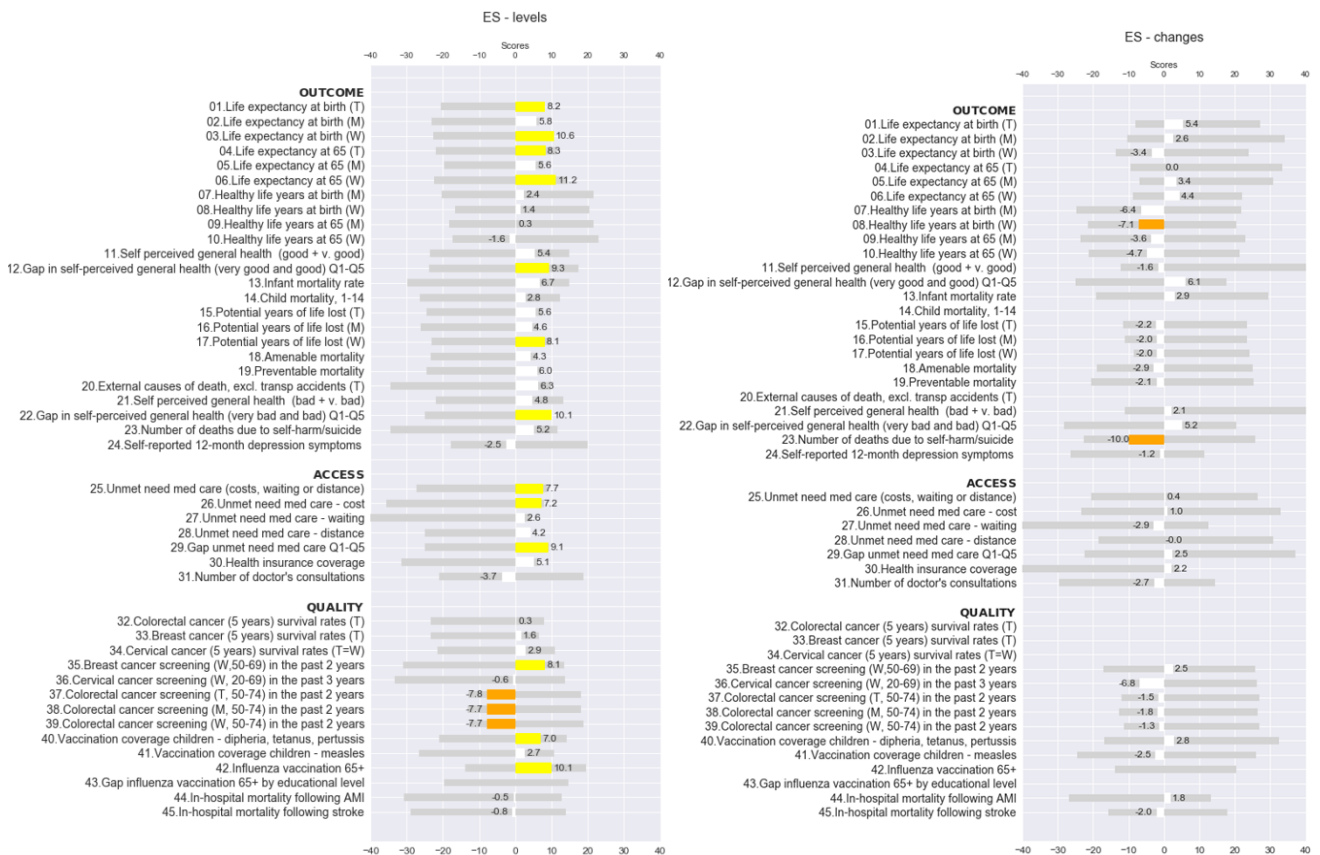 ES - levels
Scores
-40 -30 -20 -10 0 10 20 30 40
OUTCOME
01.Life expectancy at birth (T) 8.2
02.Life expectancy at birth (M) 5.8
03.Life expectancy at birth (W) 10.6
04.Life expectancy at 65 (T) 8.3
05.Life expectancy at 65 (M) 5.6
06.Life expectancy at 65 (W) 11.2
07.Healthy life years at birth (M) 2.4
08.Healthy life years at birth (W) 1.4
09.Healthy life years at 65 (M) 0.3
10.Healthy life years at 65 (W) -1.6
11.Self perceived general health (good + v. good) 5.4
12.Gap in self-perceived general health (very good and good) Q1-Q5 9.3
13.Infant mortality rate 6.7
14.Child mortality, 1-14 2.8
15.Potential years of life lost (T) 5.6
16.Potential years of life lost (M) 4.6
17.Potential years of life lost (W) 8.1
18.Amenable mortality 4.3
19.Preventable mortality 6.0
20.External causes of death, excl. transp accidents (T) 6.3
21.Self perceived general health (bad + v. bad) 4.8
22.Gap in self-perceived general health (very bad and bad) Q1-Q5 10.1
23.Number of deaths due to self-harm/suicide 5.2
24.Self-reported 12-month depression symptoms -2.5
ACCESS
25.Unmet need med care (costs, waiting or distance) 7.7
26.Unmet need med care - cost 7.2
27.Unmet need med care - waiting 2.6
28.Unmet need med care - distance 4.2
29.Gap unmet need med care Q1-Q5 9.1
30.Health insurance coverage 5.1
31.Number of doctor's consultations -3.7
QUALITY
32.Colorectal cancer (5 years) survival rates (T) 0.3
33.Breast cancer (5 years) survival rates (T) 1.6
34.Cervical cancer (5 years) survival rates (T=W) 2.9
35.Breast cancer screening (W,50-69) in the past 2 years 8.1
36.Cervical cancer screening (W, 20-69) in the past 3 years -0.6
37.Colorectal cancer screening (T, 50-74) in the past 2 years -7.8
38.Colorectal cancer screening (M, 50-74) in the past 2 years -7.7
39.Colorectal cancer screening (W, 50-74) in the past 2 years -7.7
40.Vaccination coverage children - dipheria, tetanus, pertussis 7.0
41.Vaccination coverage children - measles 2.7
42.Influenza vaccination 65+ 10.1
43.Gap influenza vaccination 65+ by educational level
44.In-hospital mortality following AMI -0.5
45.In-hospital mortality following stroke -0.8
-40 -30 -20 -10 0 10 20 30 40
ES - changes
Scores
-40 -30 -20 -10 0 10 20 30 40
OUTCOME
01.Life expectancy at birth (T) 5.4
02.Life expectancy at birth (M) 2.6
03.Life expectancy at birth (W) -3.4
04.Life expectancy at 65 (T) 0.0
05.Life expectancy at 65 (M) 3.4
06.Life expectancy at 65 (W) 4.4
07.Healthy life years at birth (M) -6.4
08.Healthy life years at birth (W) -7.1
09.Healthy life years at 65 (M) -3.6
10.Healthy life years at 65 (W) -4.7
11.Self perceived general health (good + v. good) -1.6
12.Gap in self-perceived general health (very good and good) Q1-Q5 6.1
13.Infant mortality rate 2.9
14.Child mortality, 1-14
15.Potential years of life lost (T) -2.2
16.Potential years of life lost (M) -2.0
17.Potential years of life lost (W) -2.0
18.Amenable mortality -2.9
19.Preventable mortality -2.1
20.External causes of death, excl. transp accidents (T)
21.Self perceived general health (bad + v. bad) 2.1
22.Gap in self-perceived general health (very bad and bad) Q1-Q5 5.2
23.Number of deaths due to self-harm/suicide -10.0
24.Self-reported 12-month depression symptoms -1.2
ACCESS
25.Unmet need med care (costs, waiting or distance) 0.4
26.Unmet need med care - cost 1.0
27.Unmet need med care - waiting -2.9
28.Unmet need med care - distance -0.0
29.Gap unmet need med care Q1-Q5 2.5
30.Health insurance coverage 2.2
31.Number of doctor's consultations -2.7
QUALITY
32.Colorectal cancer (5 years) survival rates (T)
33.Breast cancer (5 years) survival rates (T)
34.Cervical cancer (5 years) survival rates (T=W)
35.Breast cancer screening (W,50-69) in the past 2 years 2.5
36.Cervical cancer screening (W, 20-69) in the past 3 years -6.8
37.Colorectal cancer screening (T, 50-74) in the past 2 years -1.5
38.Colorectal cancer screening (M, 50-74) in the past 2 years -1.8
39.Colorectal cancer screening (W, 50-74) in the past 2 years -1.3
40.Vaccination coverage children - dipheria, tetanus, pertussis 2.8
41.Vaccination coverage children - measles -2.5
42.Influenza vaccination 65+
43.Gap influenza vaccination 65+ by educational level
44.In-hospital mortality following AMI 1.8
45.In-hospital mortality following stroke -2.0
-40 -30 -20 -10 0 10 20 30 40